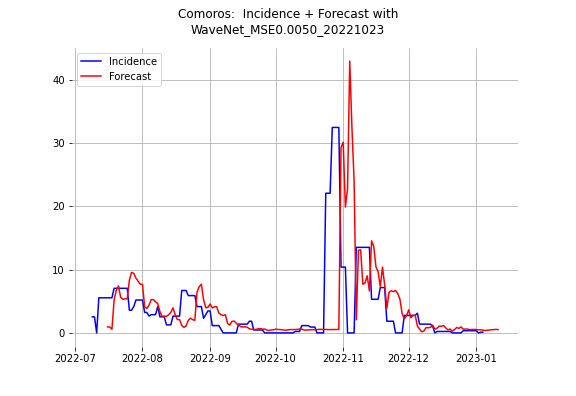 Comoros:  Incidence + Forecast with
WaveNet_MSE0.0050_20221023
Incidence
Forecast
40
30
20
10
0
2022-07 2022-08 2022-09 2022-10 2022-11 2022-12 2023-01